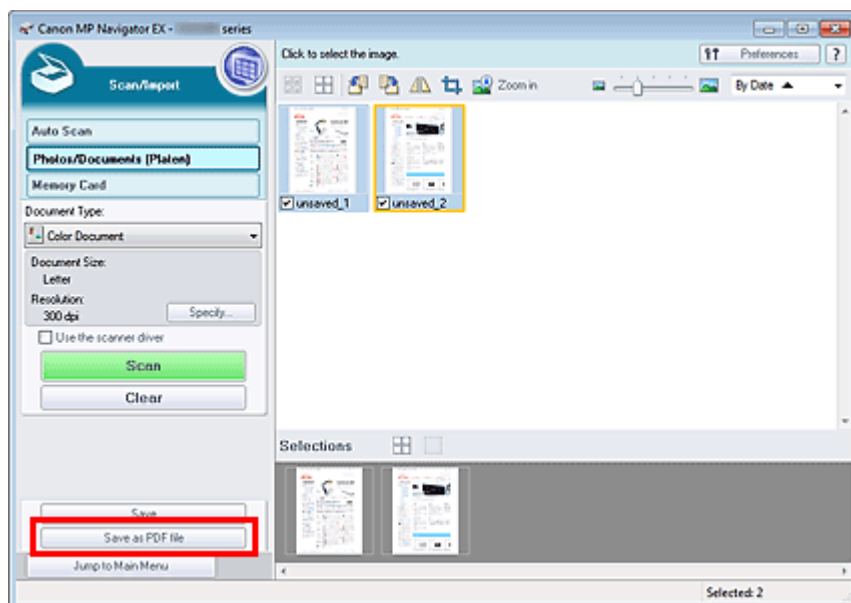 Canon MP Navigator EX - series
Scan/Import
Auto Scan
Photos/Documents (Platen)
Memory Card
Document Type:
Color Document
Document Size:
Letter
Resolution:
300 dpi
Specify...
Use the scanner driver
Scan
Clear
Save
Save as PDF file
Jump to Main Menu
Click to select the image.
Preferences
?
Zoom in
By Date
unsaved_1
unsaved_2
Selections
Selected: 2